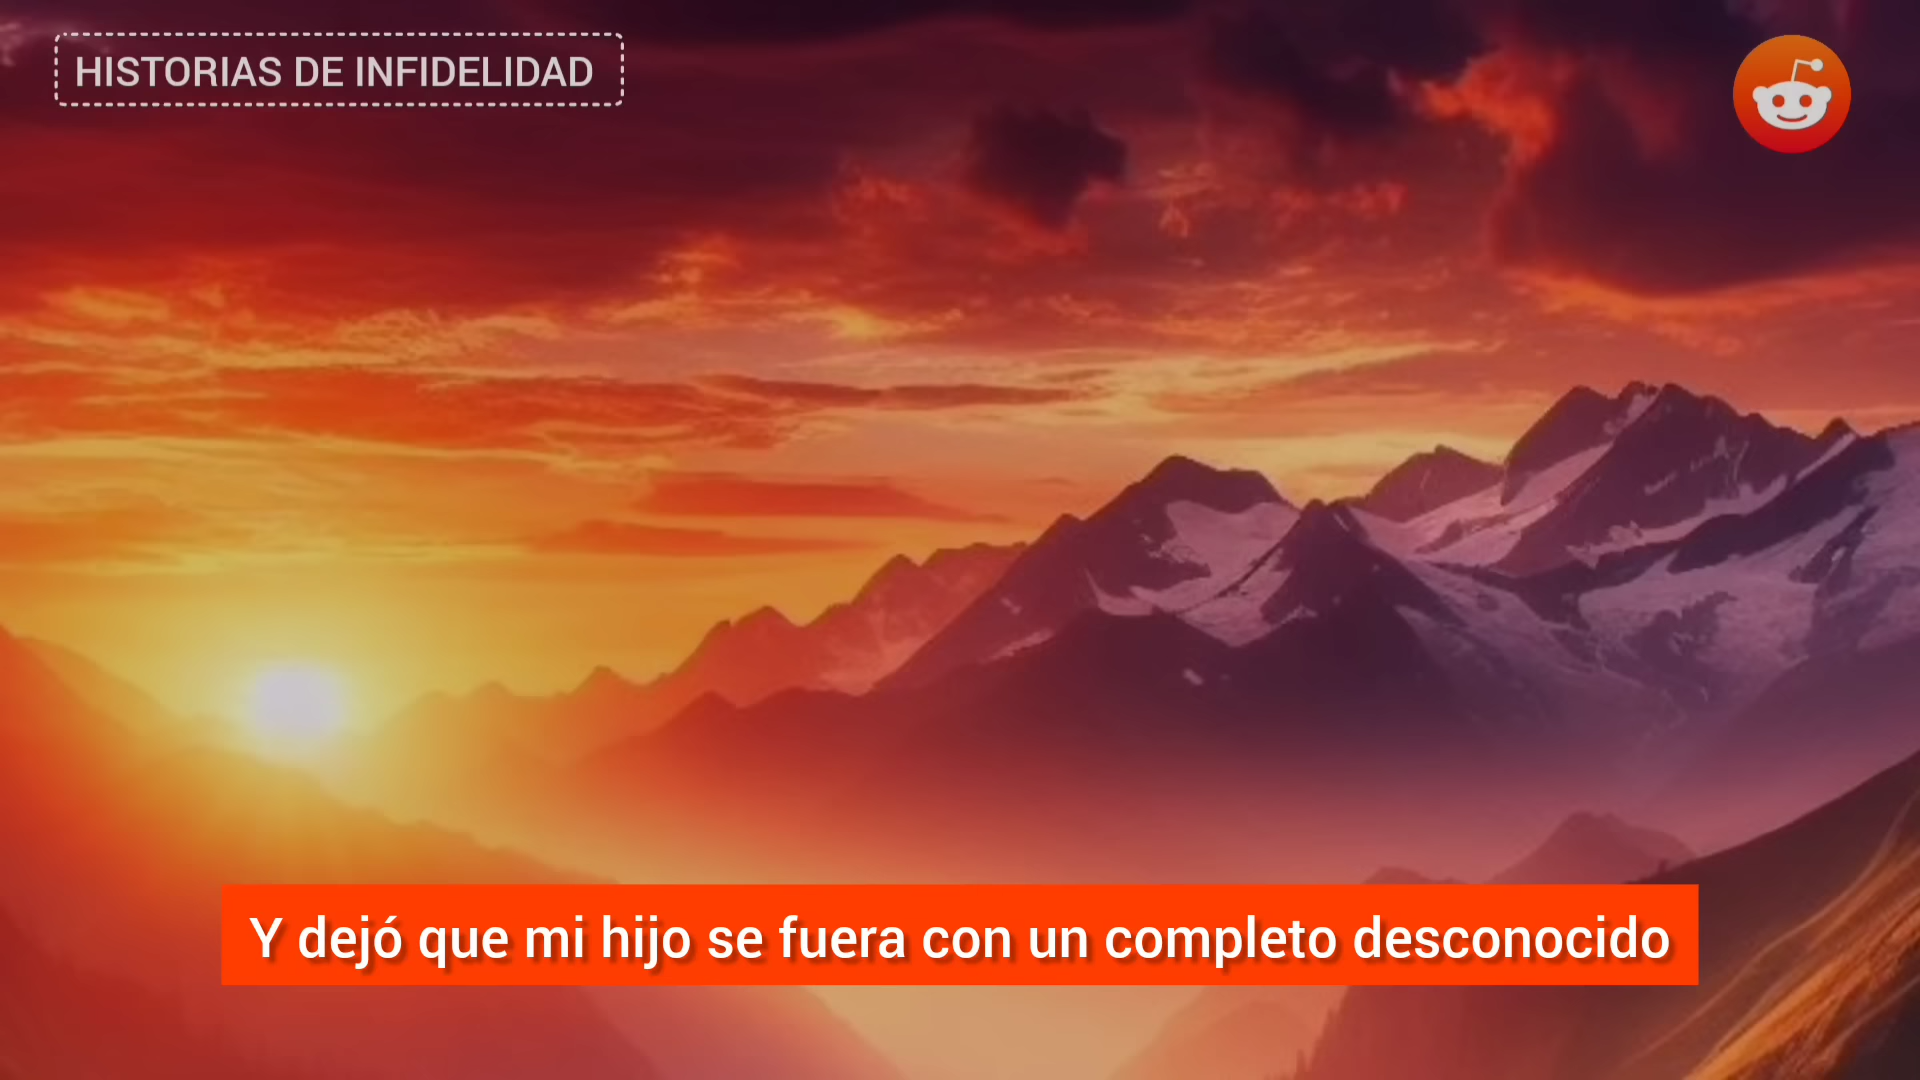 HISTORIAS DE INFIDELIDAD
Y dejó que mi hijo se fuera con un completo desconocido